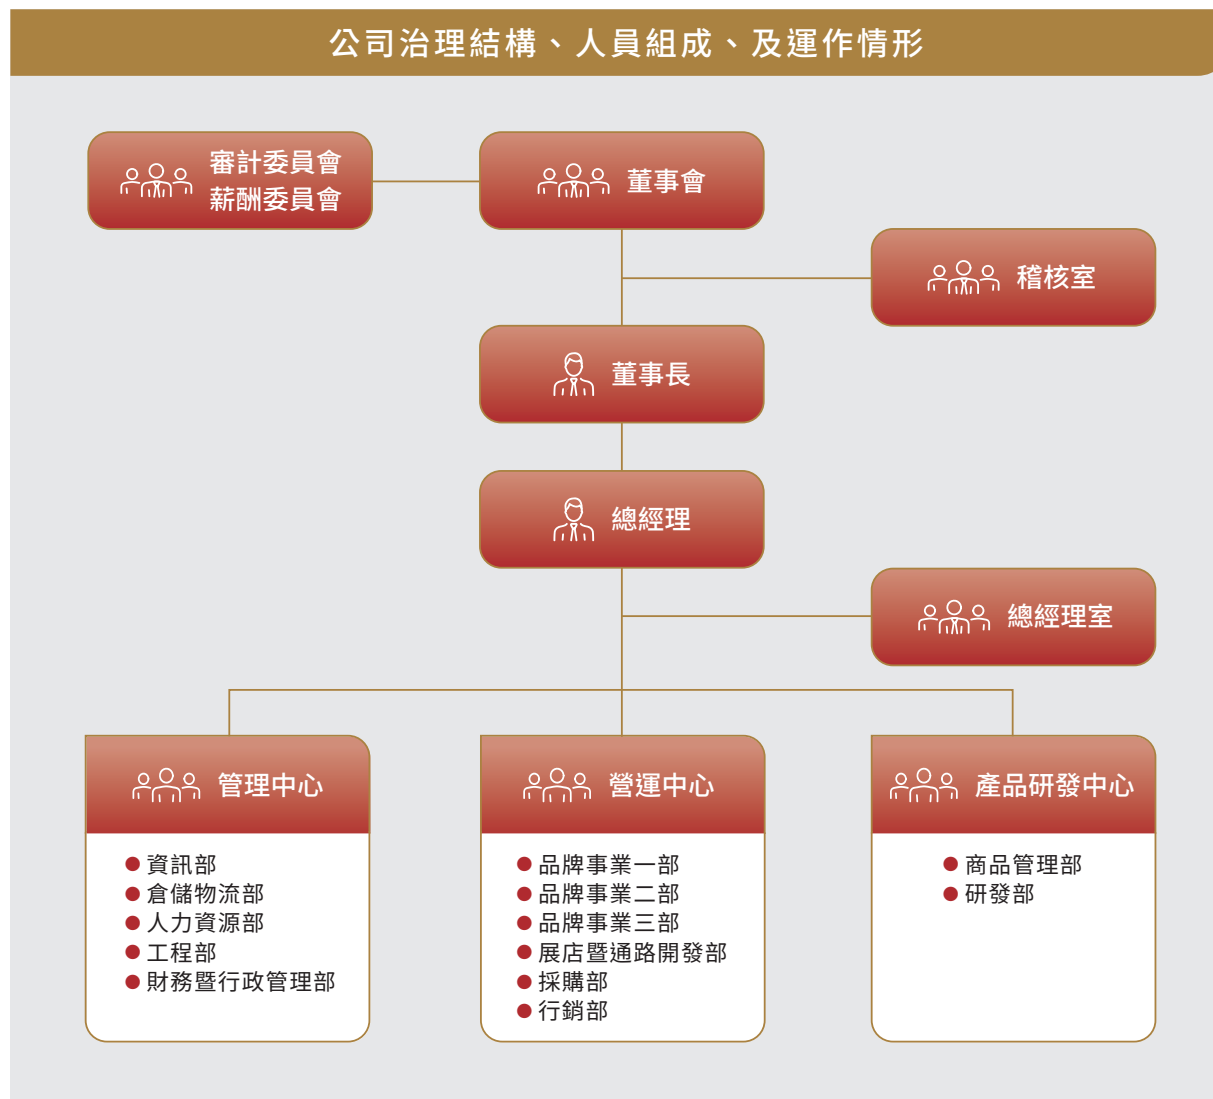 公司治理結構、人員組成、及運作情形
審計委員會
薪酬委員會
董事會
稽核室
董事長
總經理
總經理室
管理中心
資訊部
倉儲物流部
人力資源部
工程部
財務暨行政管理部
營運中心
品牌事業一部
品牌事業二部
品牌事業三部
展店暨通路開發部
採購部
行銷部
產品研發中心
商品管理部
研發部